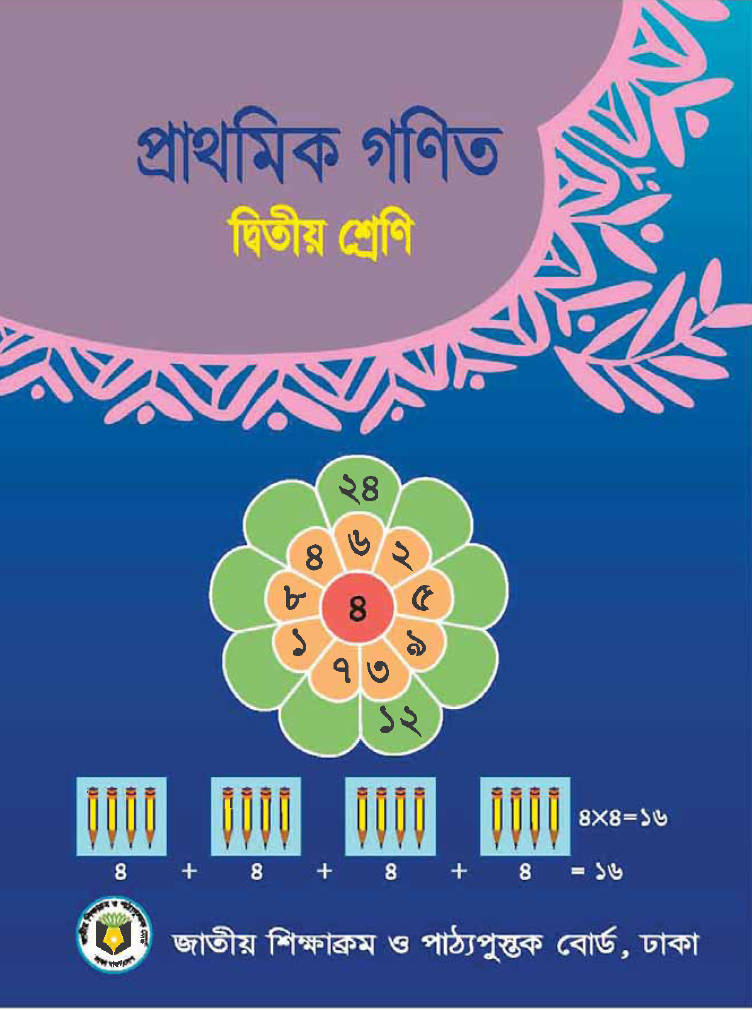 প্রাথমিক গণিত
দ্বিতীয় শ্রেণি
২৪
৪ ৬ ২
৮ ৪ ৫
১ ৯
৭ ৩
১২
৪×৪=১৬
৪ + ৪ + ৪ + ৪ = ১৬
জাতীয় শিক্ষাক্রম ও পাঠ্যপুস্তক বোর্ড, ঢাকা